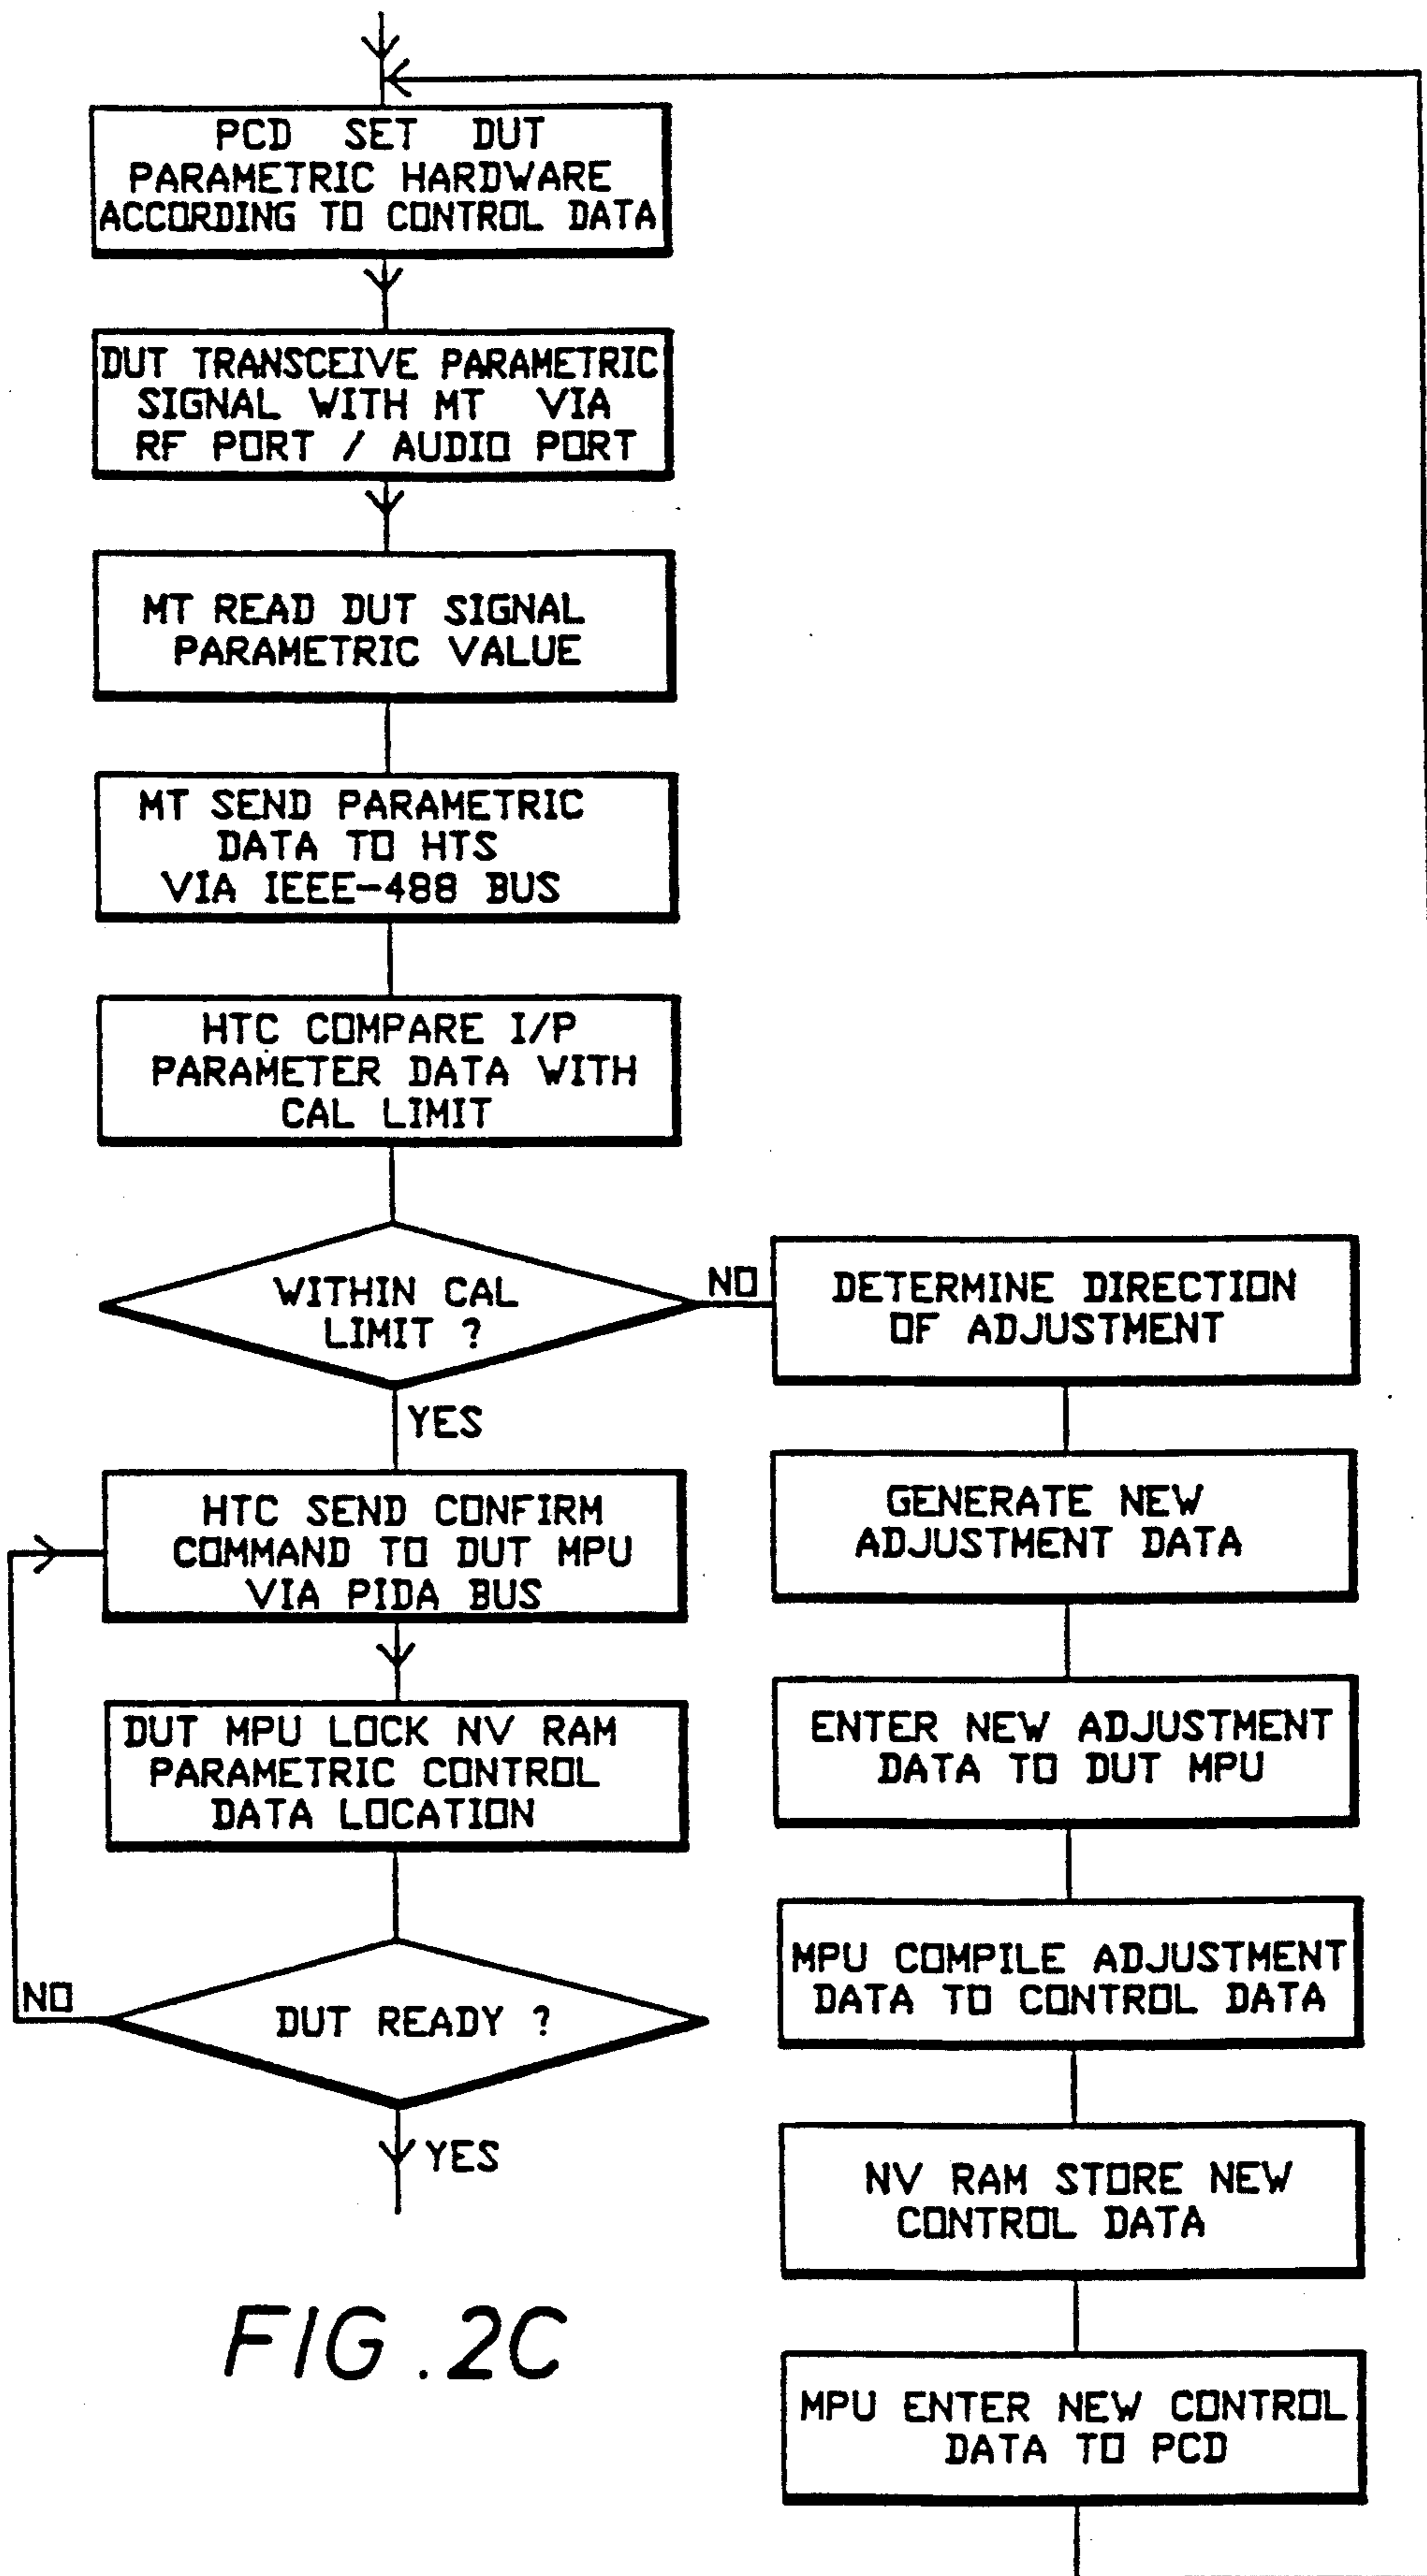 PCD SET DUT
PARAMETRIC HARDWARE
ACCORDING TO CONTROL DATA
DUT TRANSCEIVE PARAMETRIC
SIGNAL WITH MT VIA
RF PORT / AUDIO PORT
MT READ DUT SIGNAL
PARAMETRIC VALUE
MT SEND PARAMETRIC
DATA TO HTS
VIA IEEE-488 BUS
HTC COMPARE I/P
PARAMETER DATA WITH
CAL LIMIT
WITHIN CAL
LIMIT ?
NO
YES
HTC SEND CONFIRM
COMMAND TO DUT MPU
VIA PIDA BUS
DUT MPU LOCK NV RAM
PARAMETRIC CONTROL
DATA LOCATION
DUT READY ?
NO
YES
DETERMINE DIRECTION
OF ADJUSTMENT
GENERATE NEW
ADJUSTMENT DATA
ENTER NEW ADJUSTMENT
DATA TO DUT MPU
MPU COMPILE ADJUSTMENT
DATA TO CONTROL DATA
NV RAM STORE NEW
CONTROL DATA
MPU ENTER NEW CONTROL
DATA TO PCD
FIG. 2C